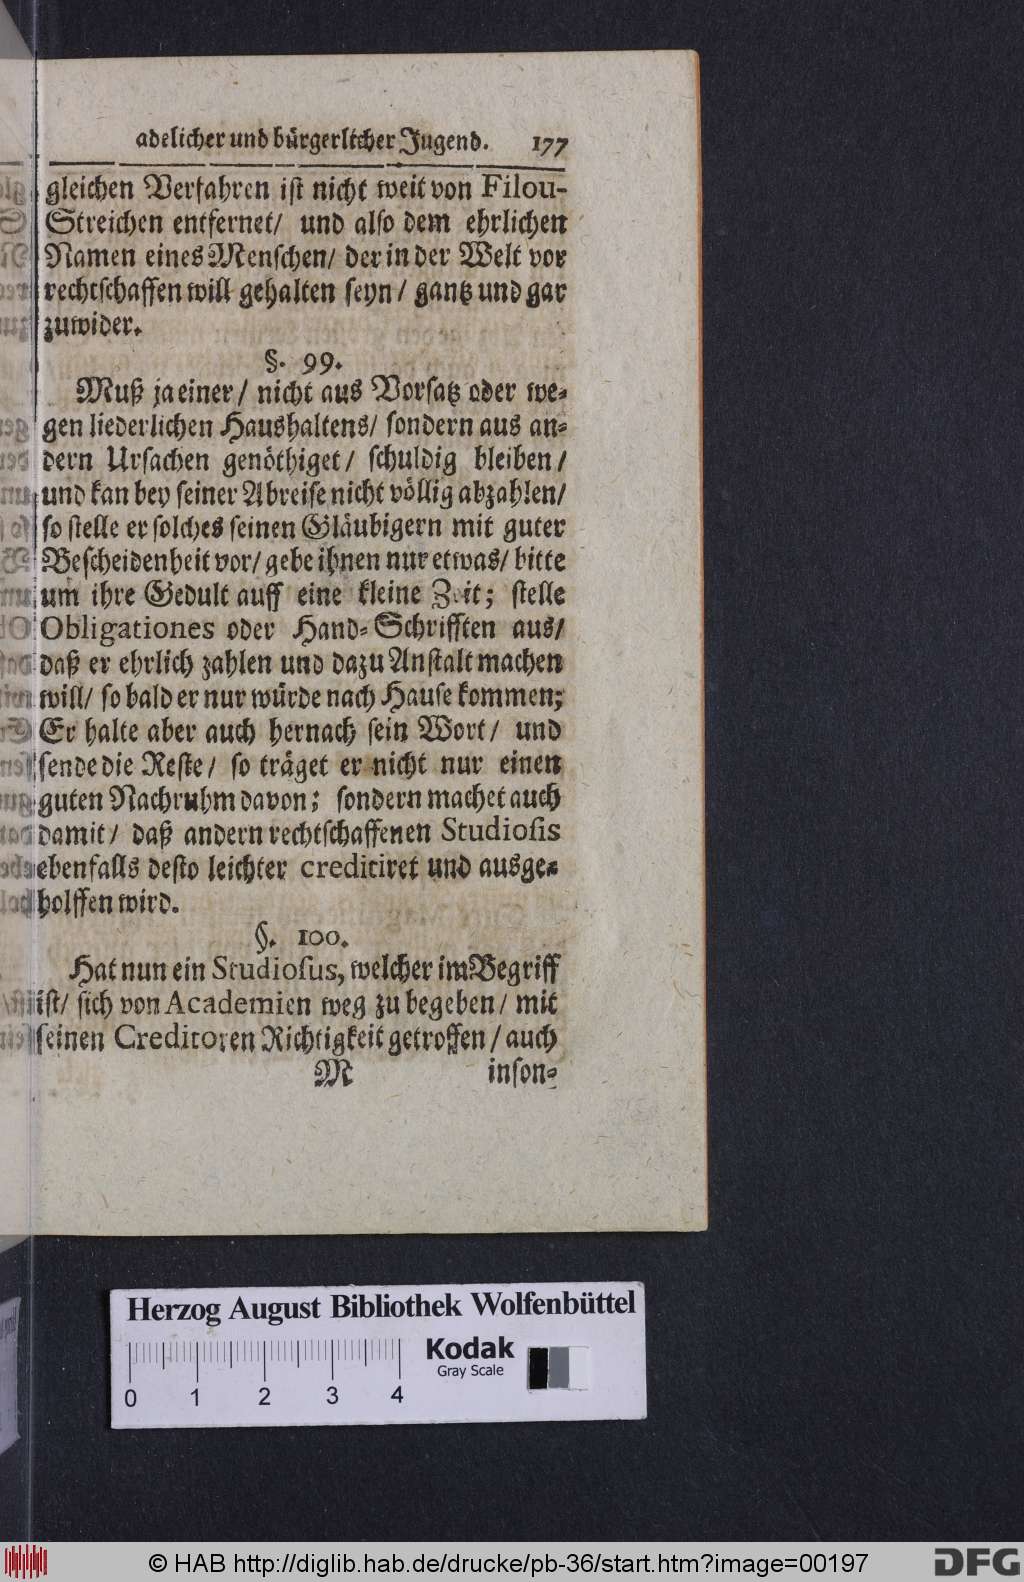 adelicher und bürgerlicher Jugend. 177
gleichen Verfahren ist nicht weit von Filou-
Streichen entfernet/ und also dem ehrlichen
Namen eines Menschen/ der in der Welt vor
rechtschaffen will gehalten seyn/ gantz und gar
zuwider.
§. 99.
Muß ja einer/ nicht aus Vorsatz oder we-
gen liederlichen Haushaltens/ sondern aus an-
dern Ursachen genöthiget/ schuldig bleiben/
und kan bey seiner Abreise nicht völlig abzahlen/
so stelle er solches seinen Gläubigern mit guter
Bescheidenheit vor/ gebe ihnen nur etwas/ bitte
um ihre Gedult auff eine kleine Zeit; stelle
Obligationes oder Hand-Schrifften aus/
daß er ehrlich zahlen und dazu Anstalt machen
will/ so bald er nur würde nach Hause kommen;
Er halte aber auch hernach sein Wort/ und
sende die Reste/ so träget er nicht nur einen
guten Nachruhm davon; sondern machet auch
damit/ daß andern rechtschaffenen Studiosis
ebenfalls desto leichter creditiret und ausge-
holffen wird.
§. 100.
Hat nun ein Studiosus, welcher im Begriff
ist/ sich von Academien weg zu begeben/ mit
seinen Creditoren Richtigkeit getroffen/ auch
M inson-
Herzog August Bibliothek Wolfenbüttel
Kodak
Gray Scale
0 1 2 3 4
© HAB http://diglib.hab.de/drucke/pb-36/start.htm?image=00197
DFG